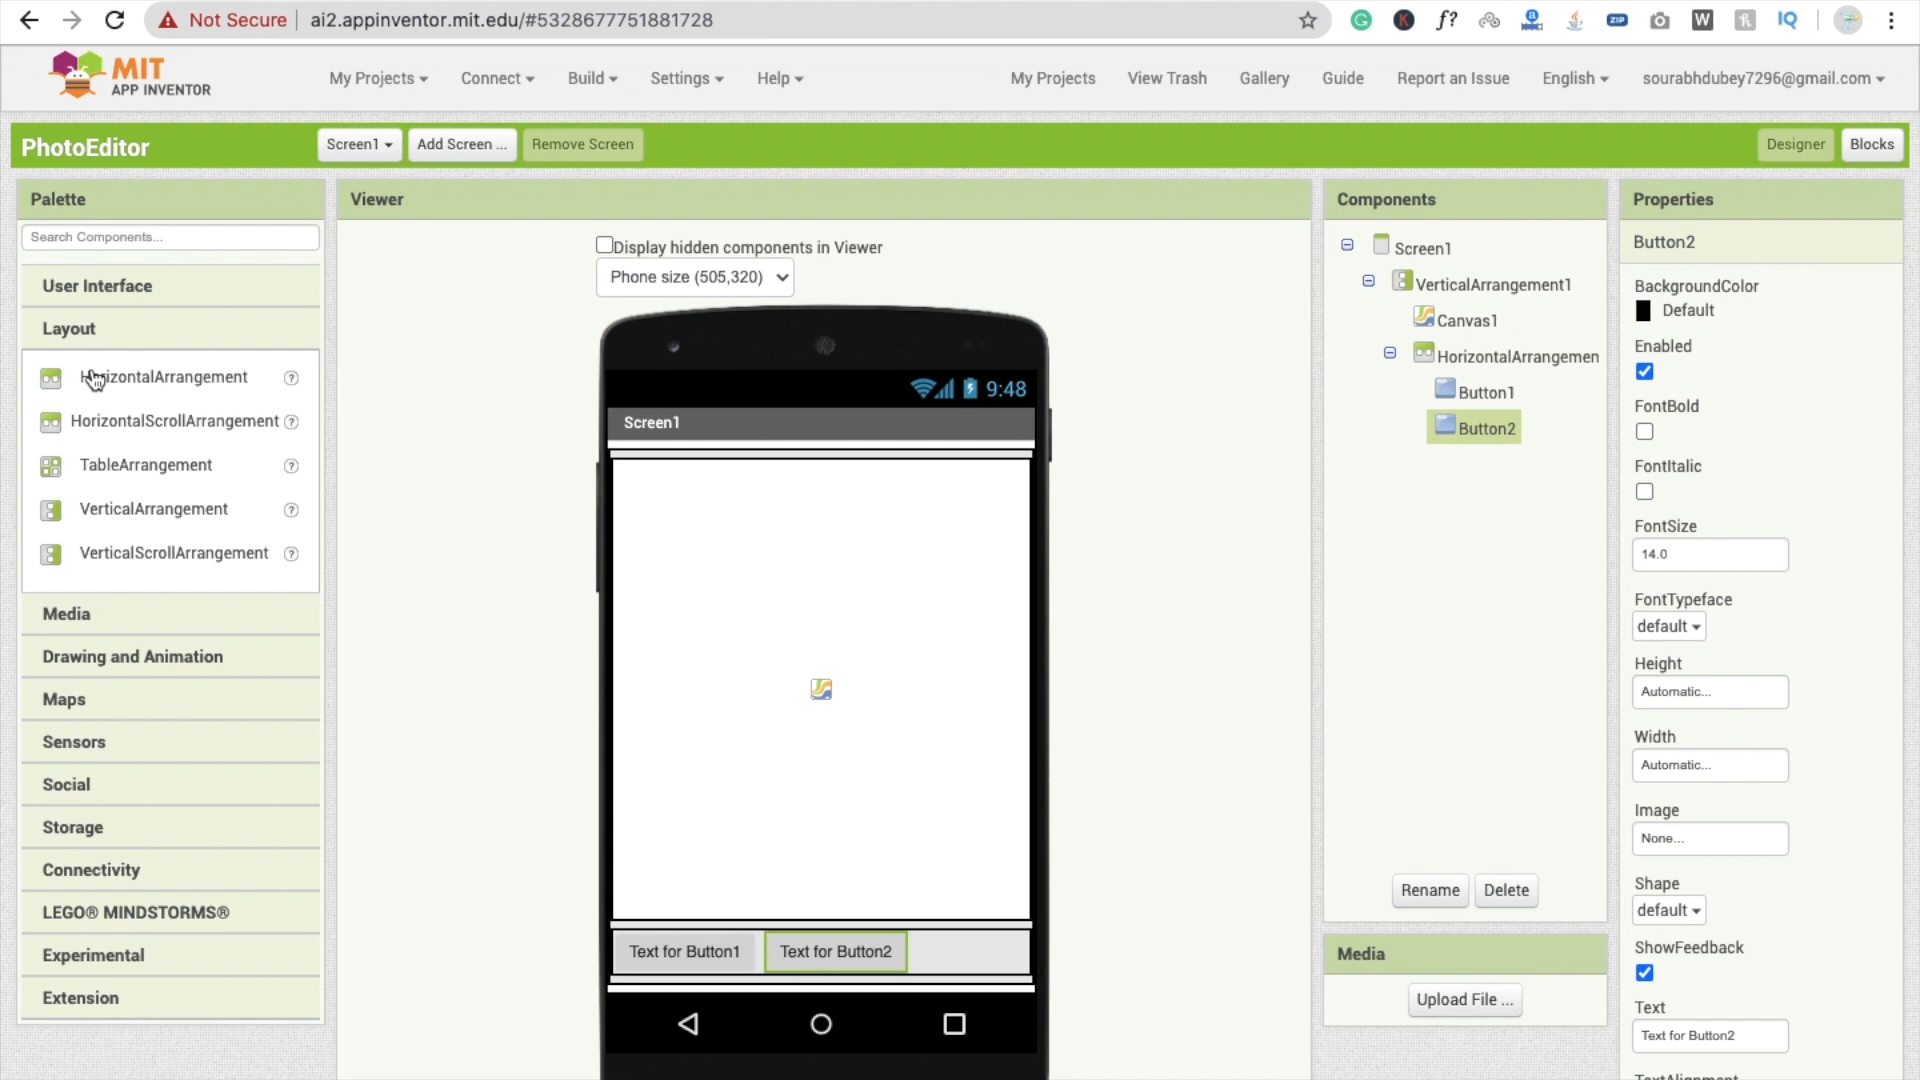 Not Secure
ai2.appinventor.mit.edu/#5328677751881728
G K f? a ZIP W IQ
MIT
APP INVENTOR
My Projects Connect Build Settings Help My Projects View Trash Gallery Guide Report an Issue English sourabhdubey7296@gmail.com
PhotoEditor
Screen1 Add Screen ... Remove Screen Designer Blocks
Palette
Search Components...
User Interface
Layout
HorizontalArrangement ?
HorizontalScrollArrangement ?
TableArrangement ?
VerticalArrangement ?
VerticalScrollArrangement ?
Media
Drawing and Animation
Maps
Sensors
Social
Storage
Connectivity
LEGO® MINDSTORMS®
Experimental
Extension
Viewer
Display hidden components in Viewer
Phone size (505,320)
9:48
Screen1
Text for Button1 Text for Button2
Components
Screen1
VerticalArrangement1
Canvas1
HorizontalArrangemen
Button1
Button2
Rename Delete
Media
Upload File ...
Properties
Button2
BackgroundColor
Default
Enabled
FontBold
FontItalic
FontSize
14.0
FontTypeface
default
Height
Automatic...
Width
Automatic...
Image
None...
Shape
default
ShowFeedback
Text
Text for Button2
TextAlignment